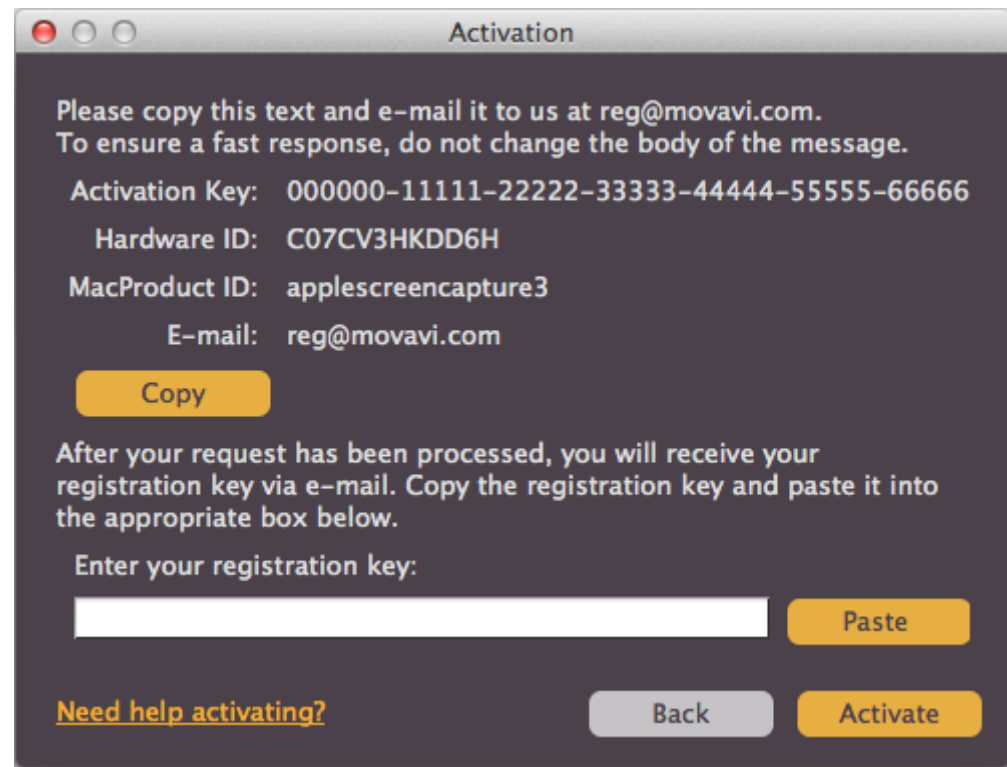 Activation
Please copy this text and e-mail it to us at reg@movavi.com.
To ensure a fast response, do not change the body of the message.
Activation Key: 000000-11111-22222-33333-44444-55555-66666
Hardware ID: C07CV3HKDD6H
MacProduct ID: applescreencapture3
E-mail: reg@movavi.com
Copy
After your request has been processed, you will receive your
registration key via e-mail. Copy the registration key and paste it into
the appropriate box below.
Enter your registration key:
Paste
Need help activating? Back Activate